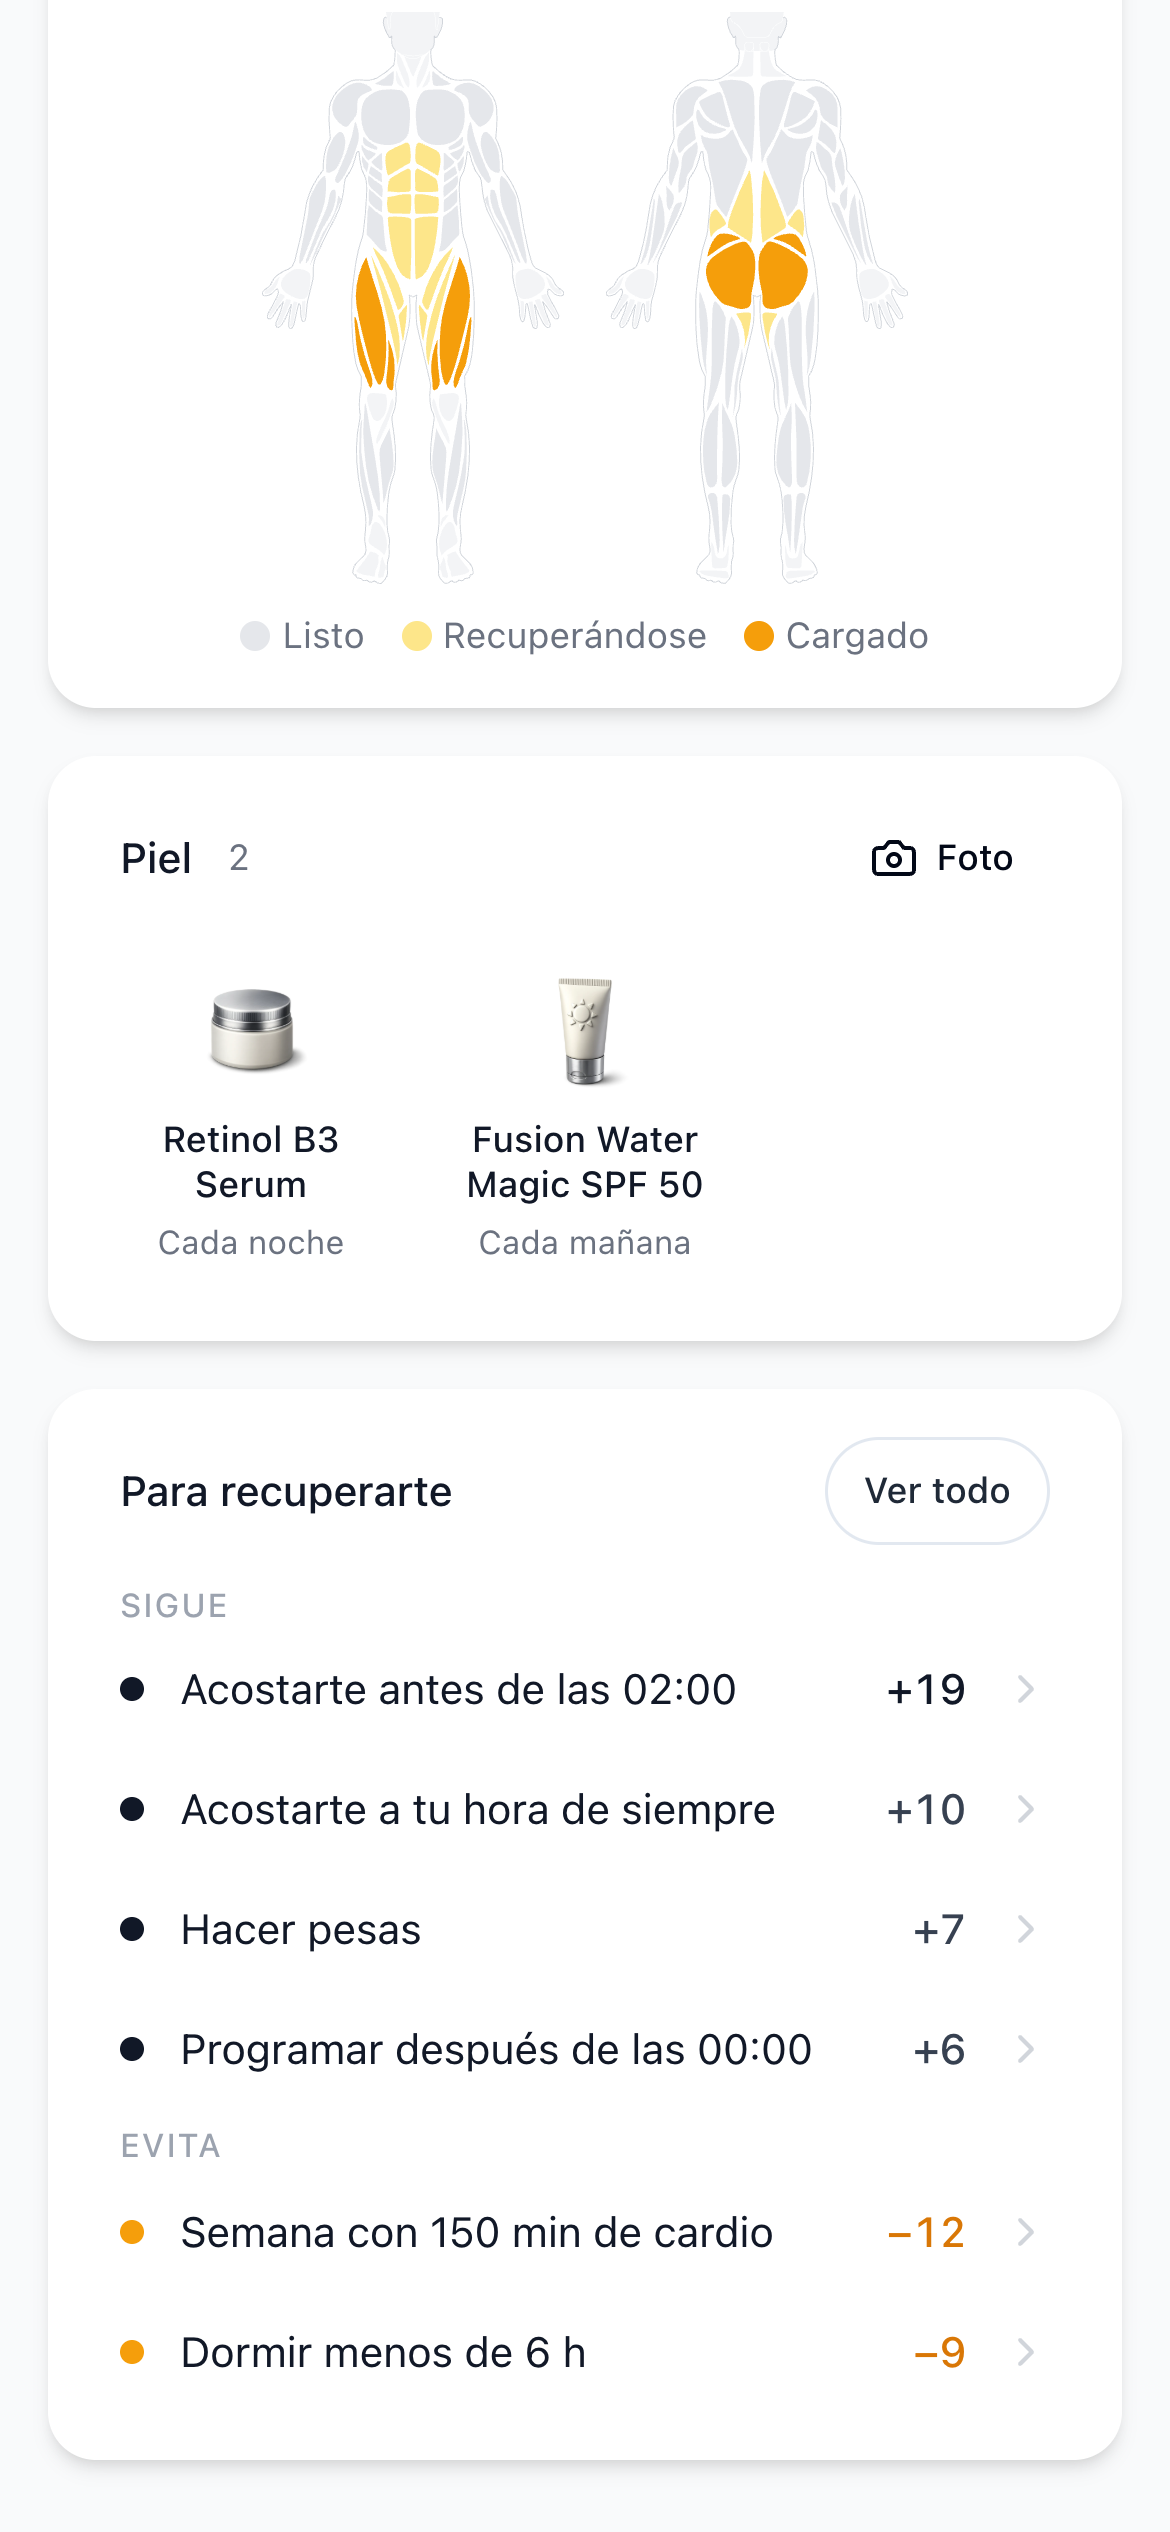 Listo Recuperándose Cargado
Piel 2 Foto
Retinol B3
Serum
Cada noche
Fusion Water
Magic SPF 50
Cada mañana
Para recuperarte Ver todo
SIGUE
Acostarte antes de las 02:00 +19
Acostarte a tu hora de siempre +10
Hacer pesas +7
Programar después de las 00:00 +6
EVITA
Semana con 150 min de cardio −12
Dormir menos de 6 h −9